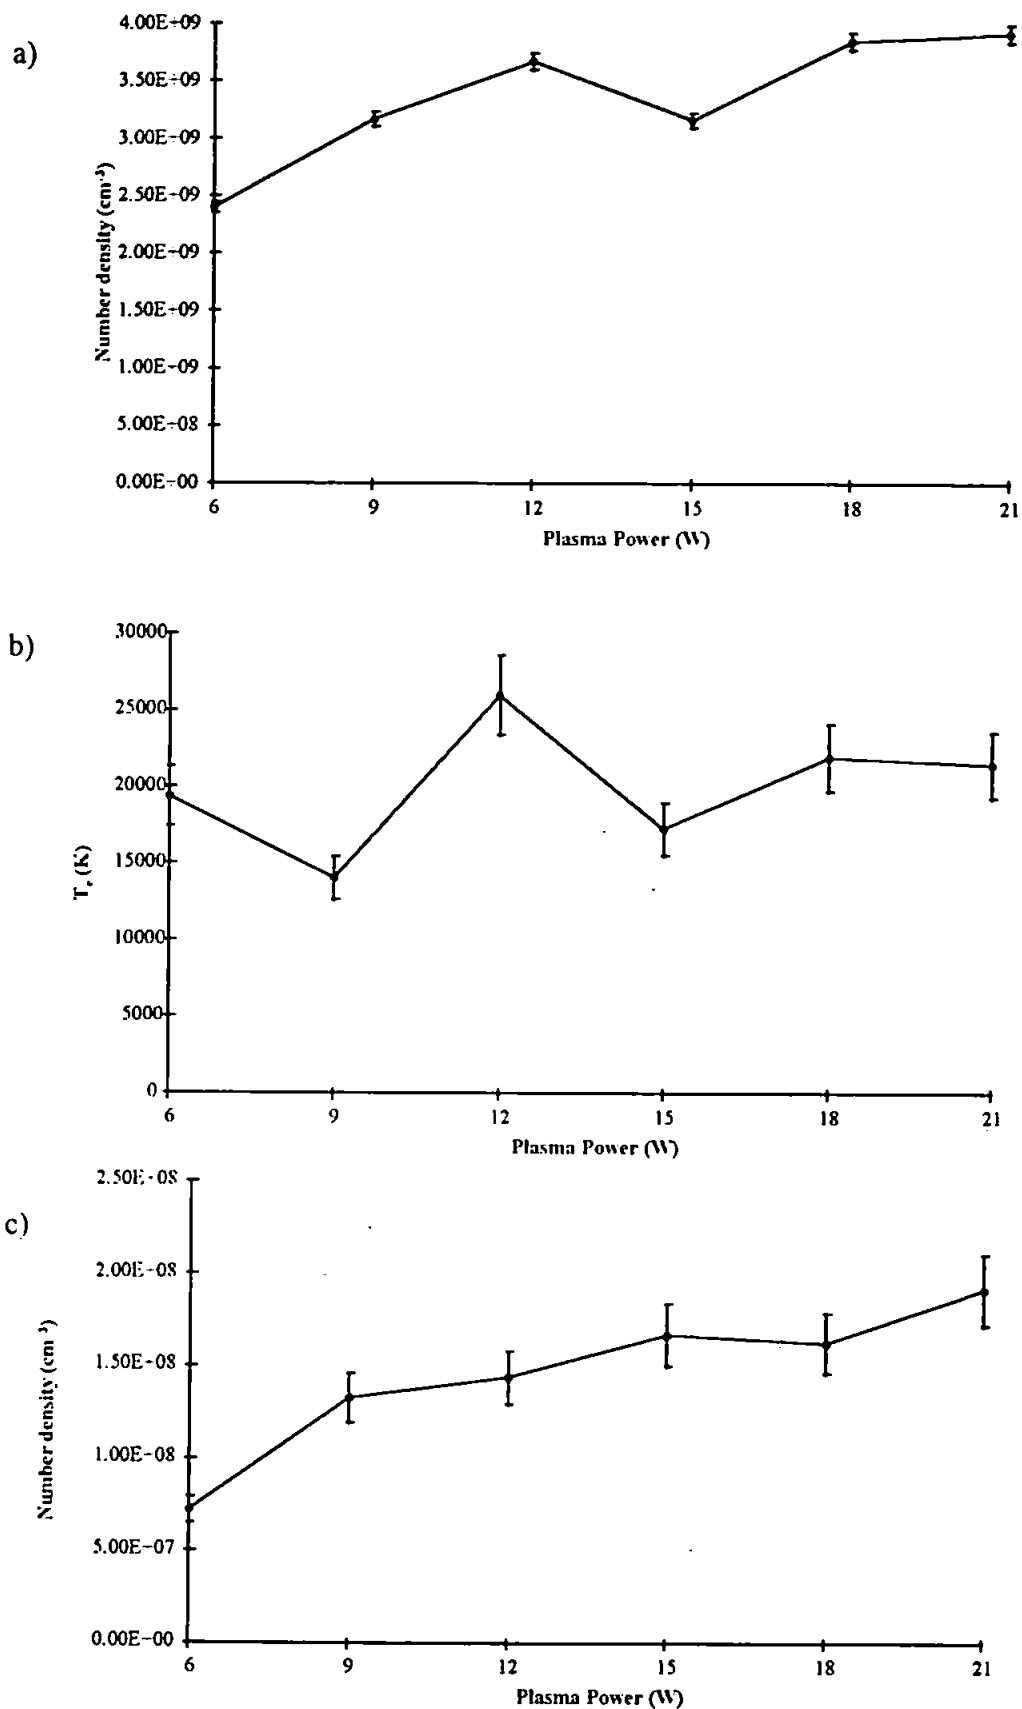 a)
4.00E+09
3.50E+09
3.00E+09
2.50E+09
2.00E+09
1.50E+09
1.00E+09
5.00E+08
0.00E+00
Number density (cm⁻³)
6 9 12 15 18 21
Plasma Power (W)
b)
30000
25000
20000
15000
10000
5000
0
Tₑ (K)
6 9 12 15 18 21
Plasma Power (W)
c)
2.50E+08
2.00E+08
1.50E+08
1.00E+08
5.00E+07
0.00E+00
Number density (cm⁻³)
6 9 12 15 18 21
Plasma Power (W)